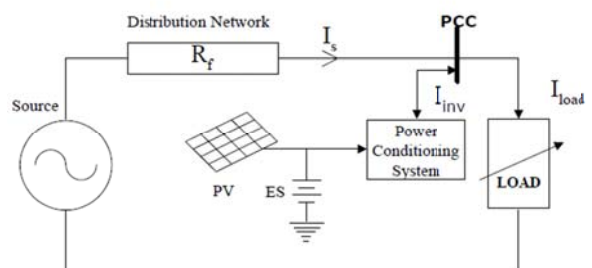 Distribution Network
R_f
I_s
PCC
Source
I_inv
I_load
Power
Conditioning
System
PV
ES
LOAD